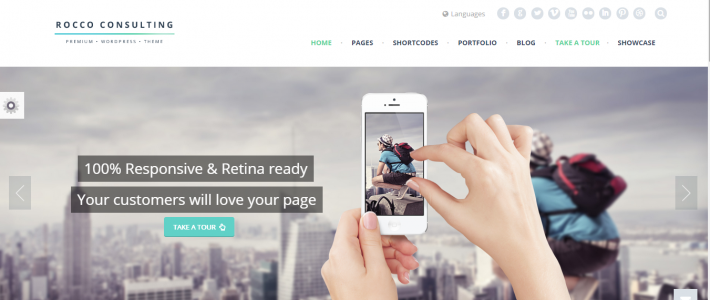 ROCCO CONSULTING
PREMIUM • WORDPRESS • THEME
Languages
HOME
PAGES
SHORTCODES
PORTFOLIO
BLOG
TAKE A TOUR
SHOWCASE
100% Responsive & Retina ready
Your customers will love your page
TAKE A TOUR